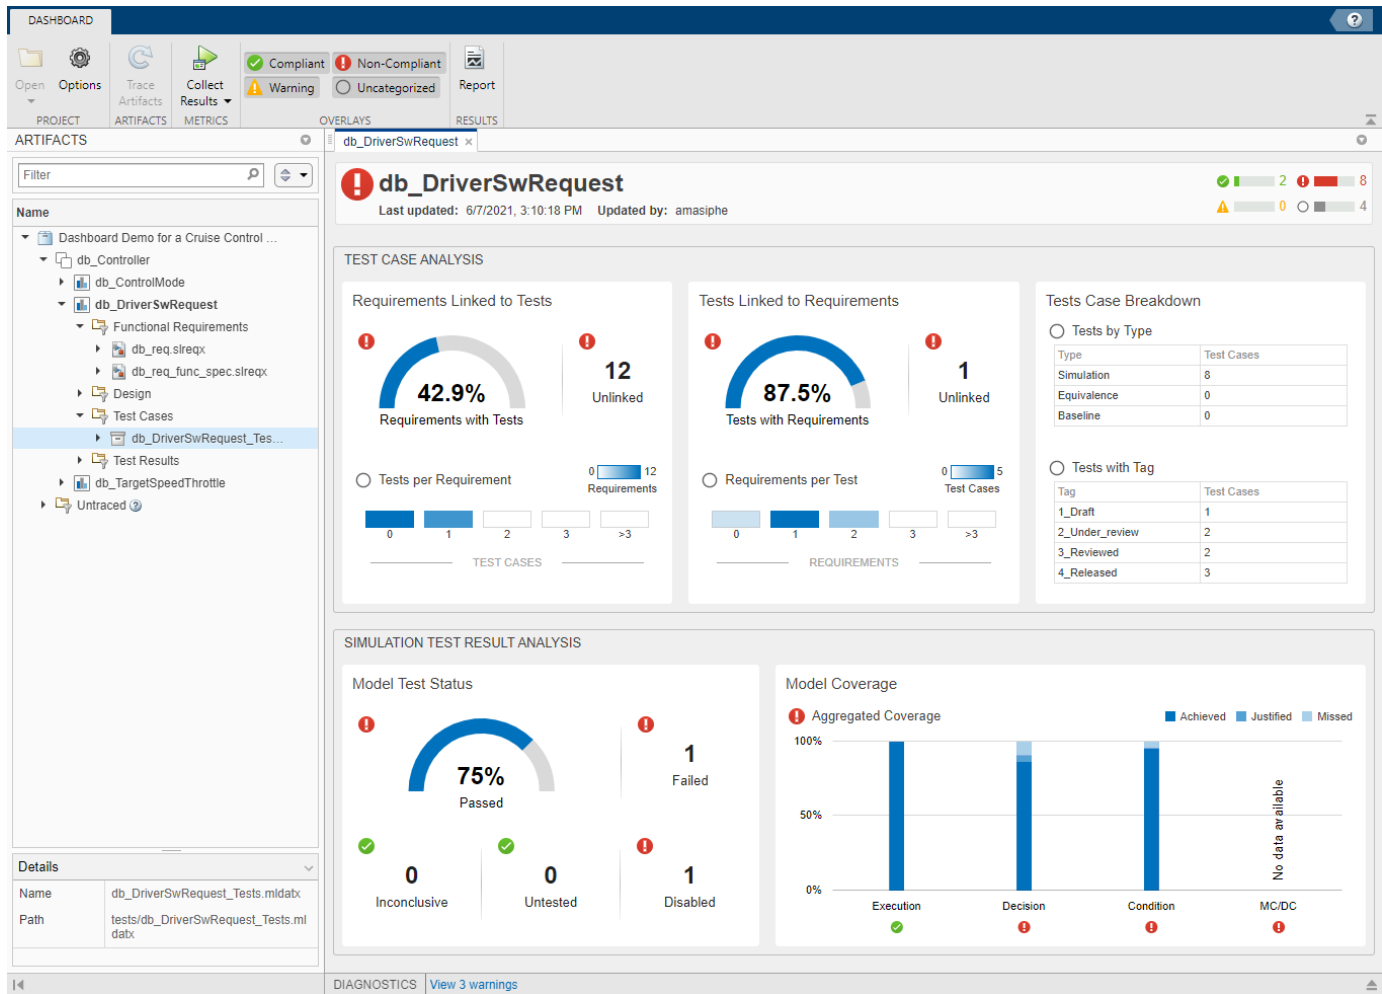 DASHBOARD
?
Open
Options
Trace Artifacts
Collect Results
Compliant
Non-Compliant
Warning
Uncategorized
Report
PROJECT
ARTIFACTS
METRICS
OVERLAYS
RESULTS
ARTIFACTS
Filter
Name
Dashboard Demo for a Cruise Control ...
db_Controller
db_ControlMode
db_DriverSwRequest
Functional Requirements
db_req.slreqx
db_req_func_spec.slreqx
Design
Test Cases
db_DriverSwRequest_Tes...
Test Results
db_TargetSpeedThrottle
Untraced ?
Details
Name db_DriverSwRequest_Tests.mldatx
Path tests/db_DriverSwRequest_Tests.ml
datx
db_DriverSwRequest ×
db_DriverSwRequest
Last updated: 6/7/2021, 3:10:18 PM Updated by: amasiphe
2 8
0 4
TEST CASE ANALYSIS
Requirements Linked to Tests
42.9%
Requirements with Tests
12
Unlinked
Tests per Requirement
0 12
Requirements
0 1 2 3 >3
TEST CASES
Tests Linked to Requirements
87.5%
Tests with Requirements
1
Unlinked
Requirements per Test
0 5
Test Cases
0 1 2 3 >3
REQUIREMENTS
Tests Case Breakdown
Tests by Type
Type Test Cases
Simulation 8
Equivalence 0
Baseline 0
Tests with Tag
Tag Test Cases
1_Draft 1
2_Under_review 2
3_Reviewed 2
4_Released 3
SIMULATION TEST RESULT ANALYSIS
Model Test Status
75%
Passed
1
Failed
0
Inconclusive
0
Untested
1
Disabled
Model Coverage
Aggregated Coverage
Achieved Justified Missed
100%
50%
0%
No data available
Execution Decision Condition MC/DC
DIAGNOSTICS View 3 warnings